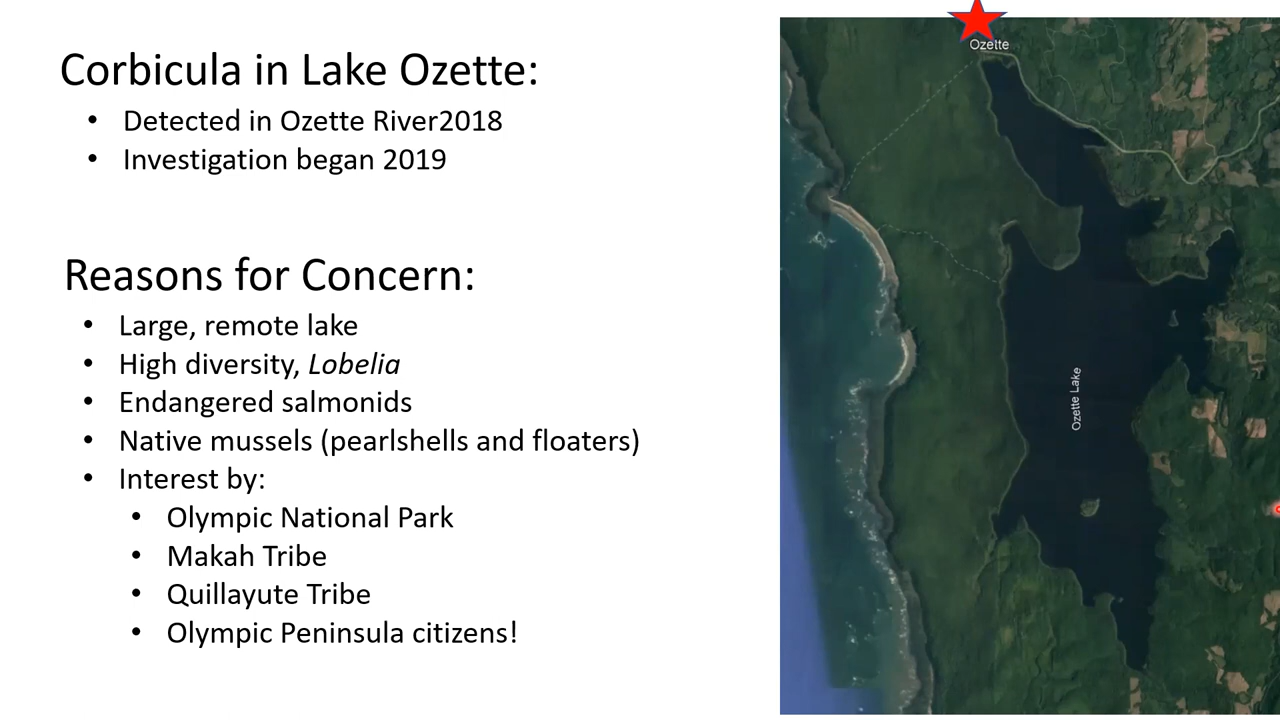 Corbicula in Lake Ozette:
• Detected in Ozette River2018
• Investigation began 2019
Reasons for Concern:
• Large, remote lake
• High diversity, Lobelia
• Endangered salmonids
• Native mussels (pearlshells and floaters)
• Interest by:
• Olympic National Park
• Makah Tribe
• Quillayute Tribe
• Olympic Peninsula citizens!
Ozette
Ozette Lake